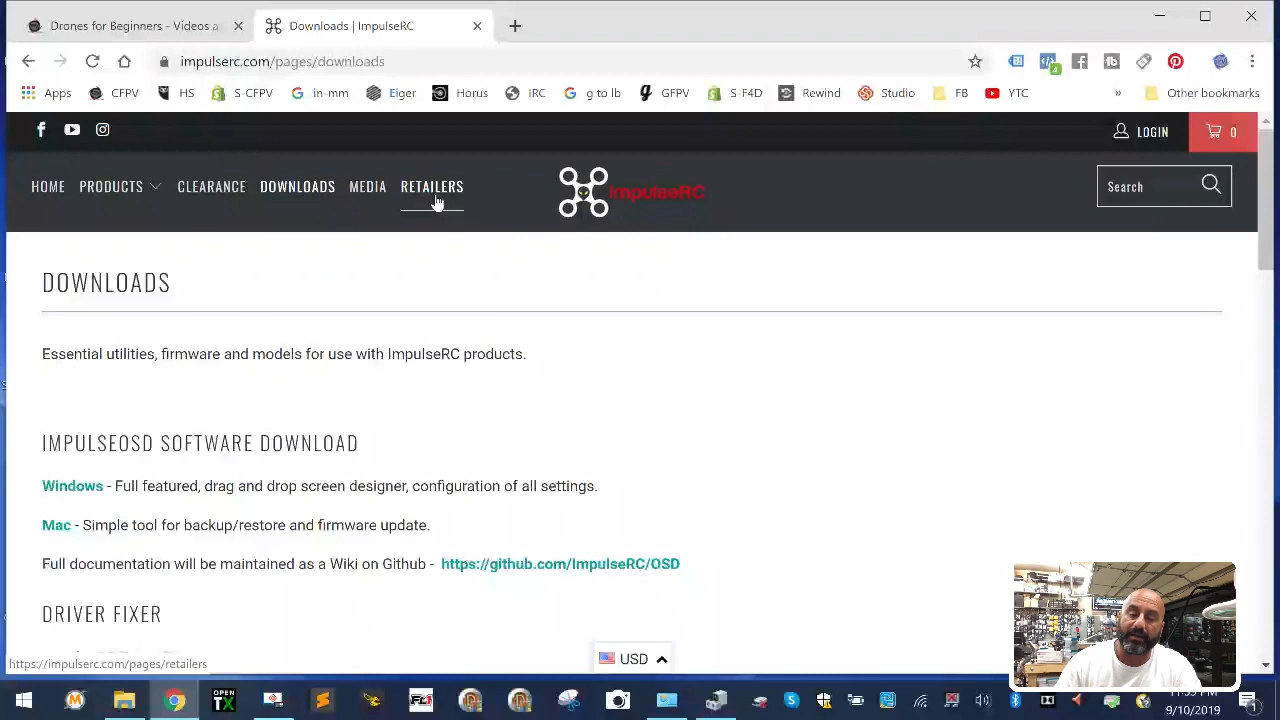 Drones for Beginners - Videos a
Downloads | ImpulseRC
impulserc.com/pages/downloads
Apps CFPV HS S-CFPV in-mm Eiger Horus IRC g to lb GFPV S-F4D Rewind Studio FB YTC » Other bookmarks
LOGIN 0
HOME PRODUCTS CLEARANCE DOWNLOADS MEDIA RETAILERS
ImpulseRC
Search
DOWNLOADS
Essential utilities, firmware and models for use with ImpulseRC products.
IMPULSEOSD SOFTWARE DOWNLOAD
Windows - Full featured, drag and drop screen designer, configuration of all settings.
Mac - Simple tool for backup/restore and firmware update.
Full documentation will be maintained as a Wiki on Github - https://github.com/ImpulseRC/OSD
DRIVER FIXER
USD
https://impulserc.com/pages/retailers
OPEN
TX
9/10/2019
1